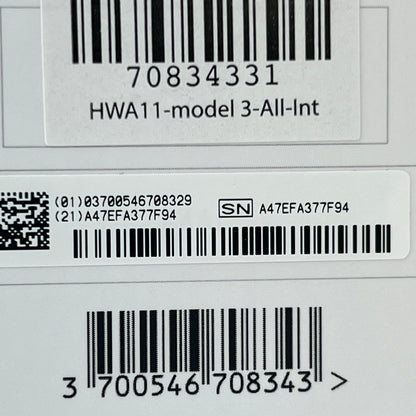 70834331
HWA11-model 3-All-Int
(01)03700546708329
(21)A47EFA377F94
SN A47EFA377F94
3 700546 708343 >